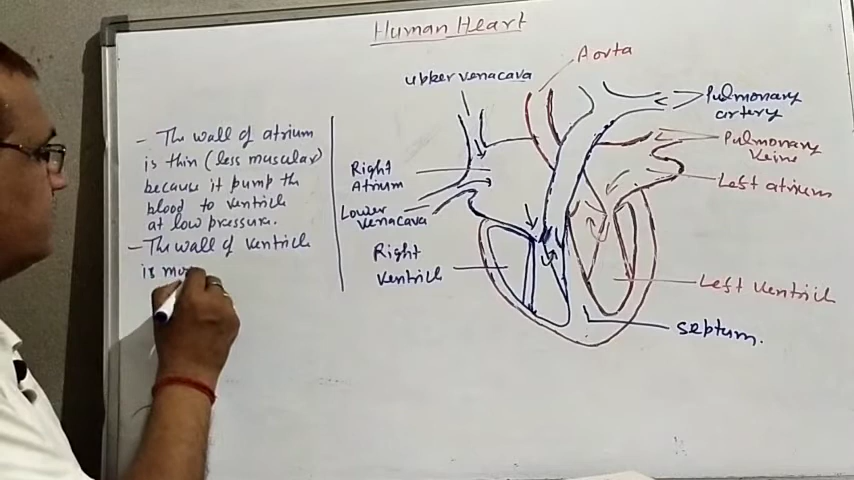 Human Heart
- The wall of atrium
is thin (less muscular)
because it pump the
blood to ventricle
at low pressure.
- The wall of ventricle
is mo
upper venacava
Aorta
Pulmonary
artery
Pulmonary
Veins
Left atrium
Right
Atrium
Lower
venacava
Right
Ventricle
Left Ventricle
Septum.